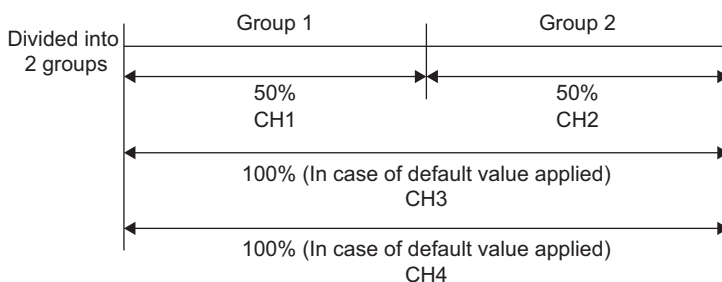 Group 1
Group 2
Divided into
2 groups
50%
50%
CH1
CH2
100% (In case of default value applied)
CH3
100% (In case of default value applied)
CH4